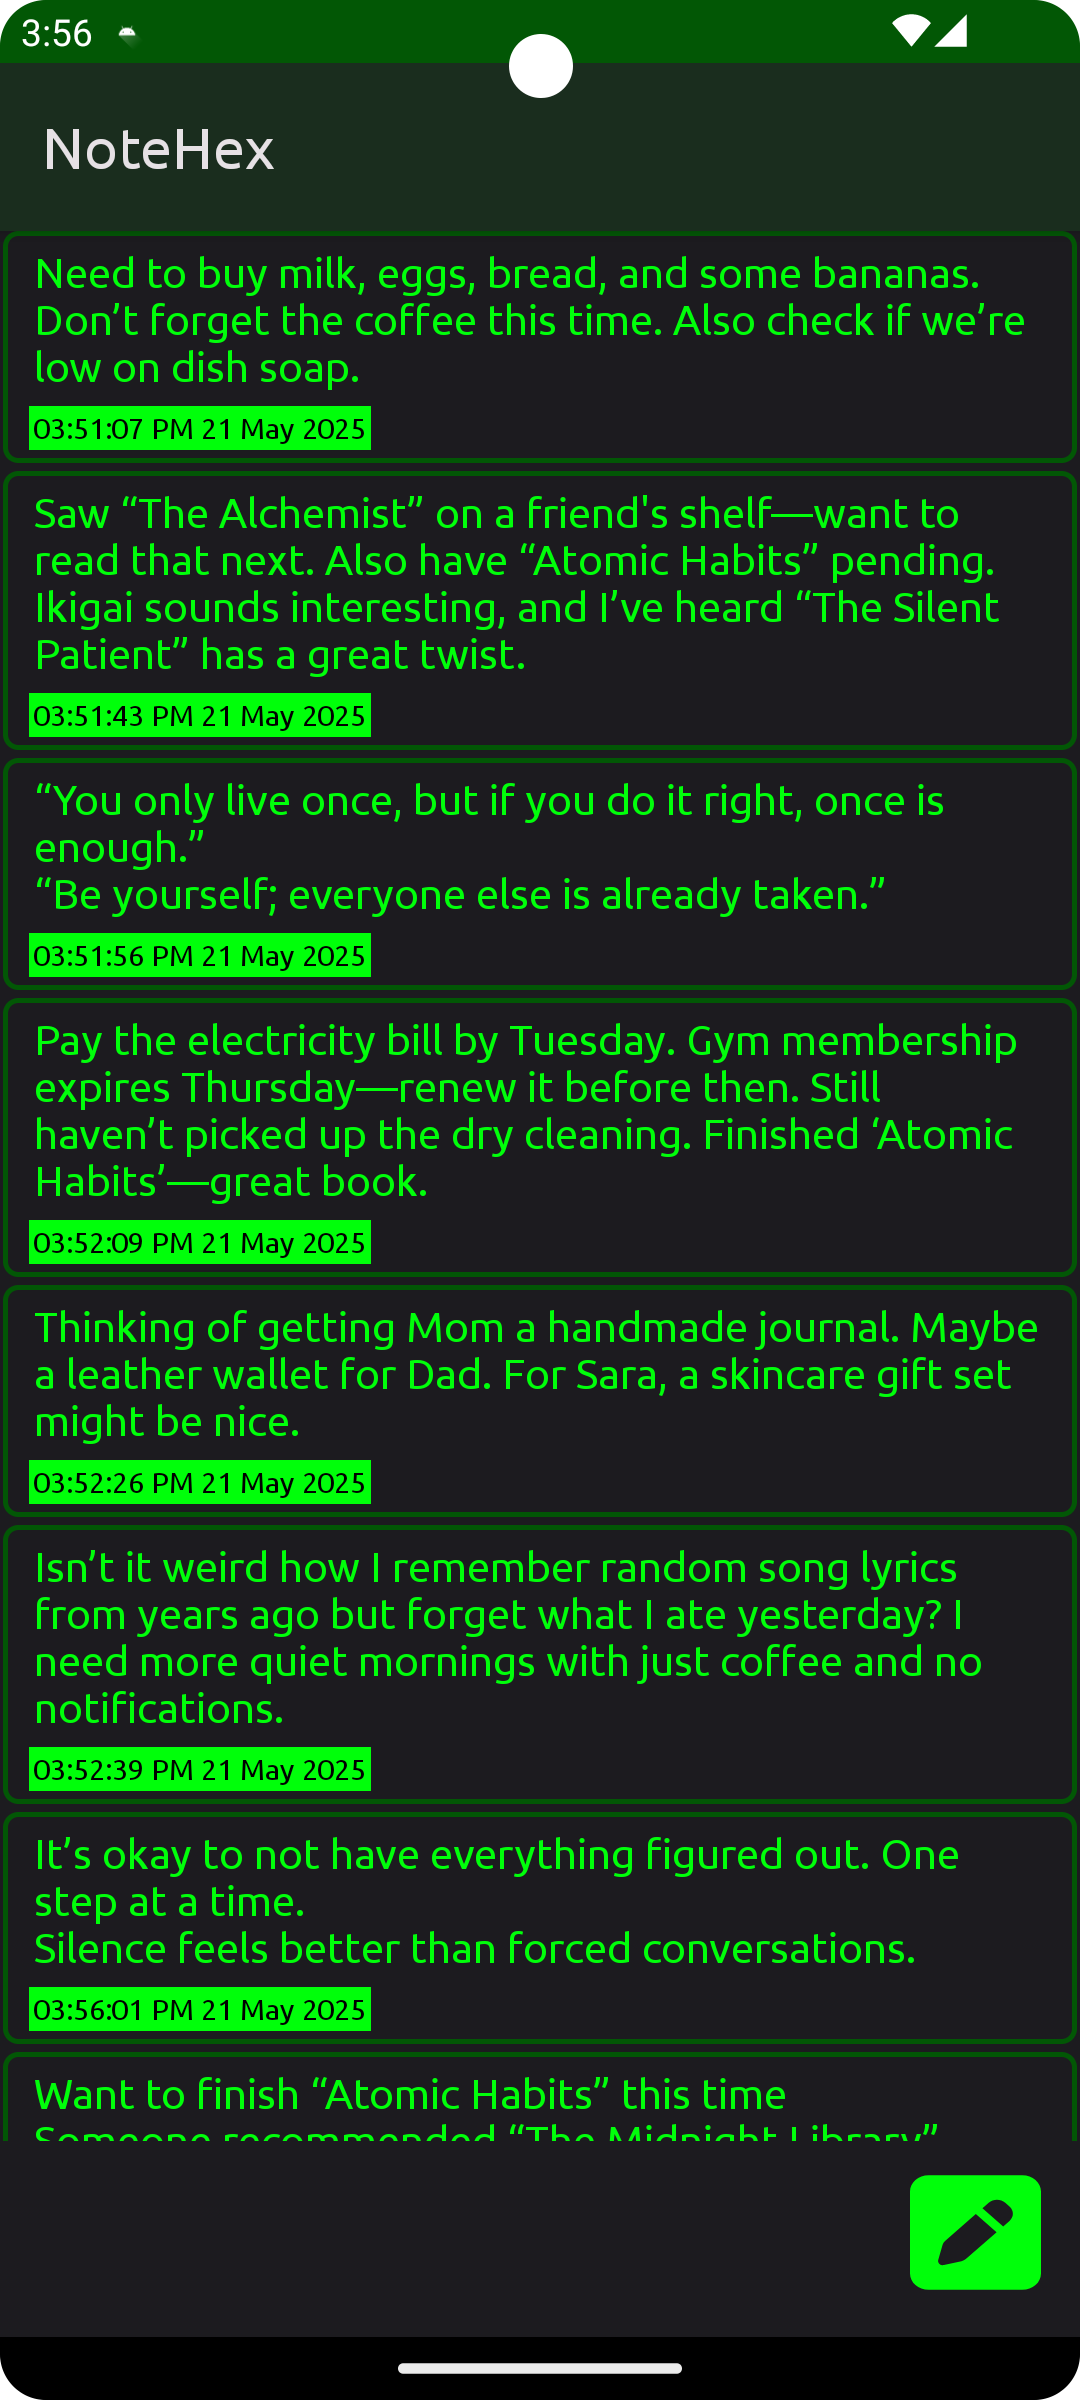 3:56
NoteHex
Need to buy milk, eggs, bread, and some bananas.
Don’t forget the coffee this time. Also check if we’re
low on dish soap.
03:51:07 PM 21 May 2025
Saw “The Alchemist” on a friend's shelf—want to
read that next. Also have “Atomic Habits” pending.
Ikigai sounds interesting, and I’ve heard “The Silent
Patient” has a great twist.
03:51:43 PM 21 May 2025
“You only live once, but if you do it right, once is
enough.”
“Be yourself; everyone else is already taken.”
03:51:56 PM 21 May 2025
Pay the electricity bill by Tuesday. Gym membership
expires Thursday—renew it before then. Still
haven’t picked up the dry cleaning. Finished ‘Atomic
Habits’—great book.
03:52:09 PM 21 May 2025
Thinking of getting Mom a handmade journal. Maybe
a leather wallet for Dad. For Sara, a skincare gift set
might be nice.
03:52:26 PM 21 May 2025
Isn’t it weird how I remember random song lyrics
from years ago but forget what I ate yesterday? I
need more quiet mornings with just coffee and no
notifications.
03:52:39 PM 21 May 2025
It’s okay to not have everything figured out. One
step at a time.
Silence feels better than forced conversations.
03:56:01 PM 21 May 2025
Want to finish “Atomic Habits” this time
Someone recommended “The Midnight Library”